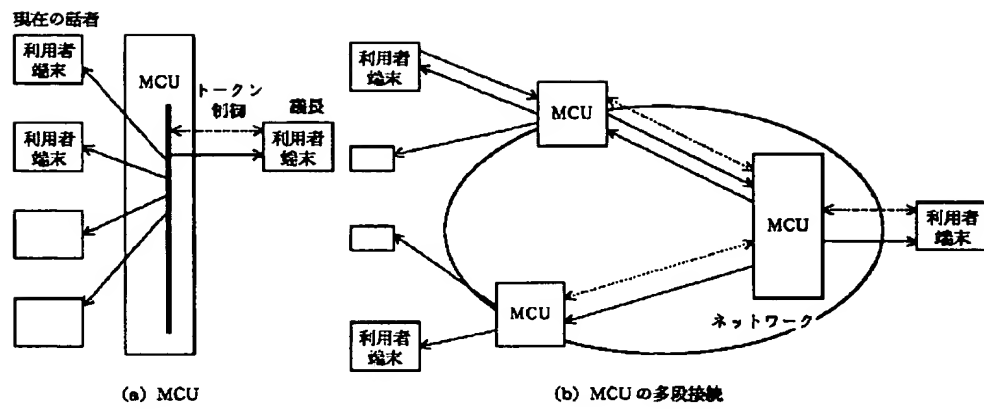 現在の話者
利用者
端末
MCU
トークン
制御
議長
利用者
端末
利用者
端末
(a) MCU
利用者
端末
MCU
MCU
利用者
端末
MCU
利用者
端末
ネットワーク
(b) MCUの多段接続